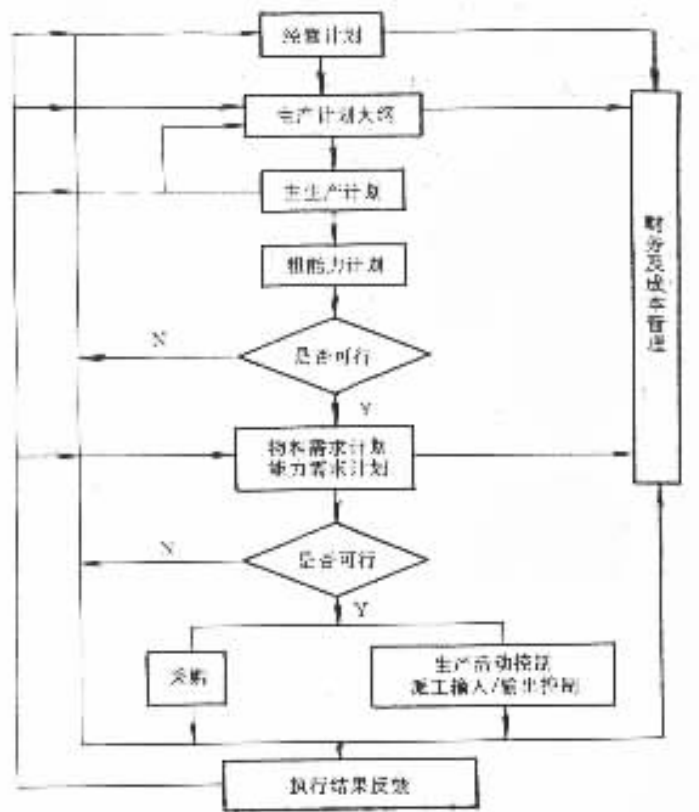 经营计划
生产计划大纲
主生产计划
粗能力计划
财务及成本管理
N
是否可行
Y
物料需求计划
能力需求计划
N
是否可行
Y
采购
生产活动控制
派工输入/输出控制
执行结果反馈